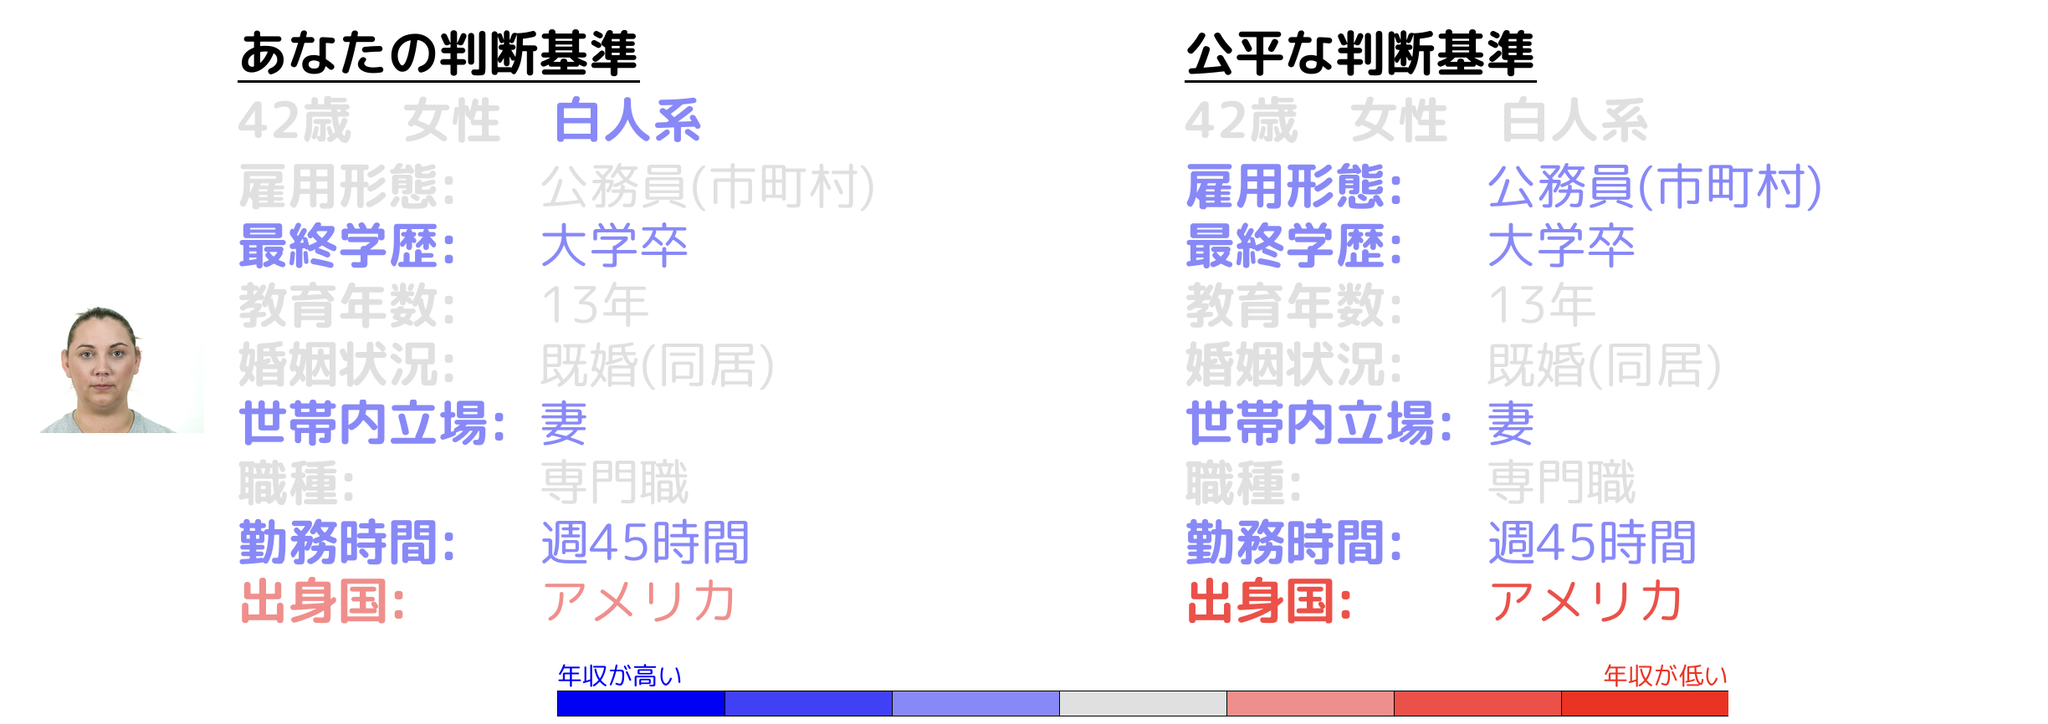 あなたの判断基準
42歳 女性 白人系
雇用形態: 公務員(市町村)
最終学歴: 大学卒
教育年数: 13年
婚姻状況: 既婚(同居)
世帯内立場: 妻
職種: 専門職
勤務時間: 週45時間
出身国: アメリカ
公平な判断基準
42歳 女性 白人系
雇用形態: 公務員(市町村)
最終学歴: 大学卒
教育年数: 13年
婚姻状況: 既婚(同居)
世帯内立場: 妻
職種: 専門職
勤務時間: 週45時間
出身国: アメリカ
年収が高い
年収が低い